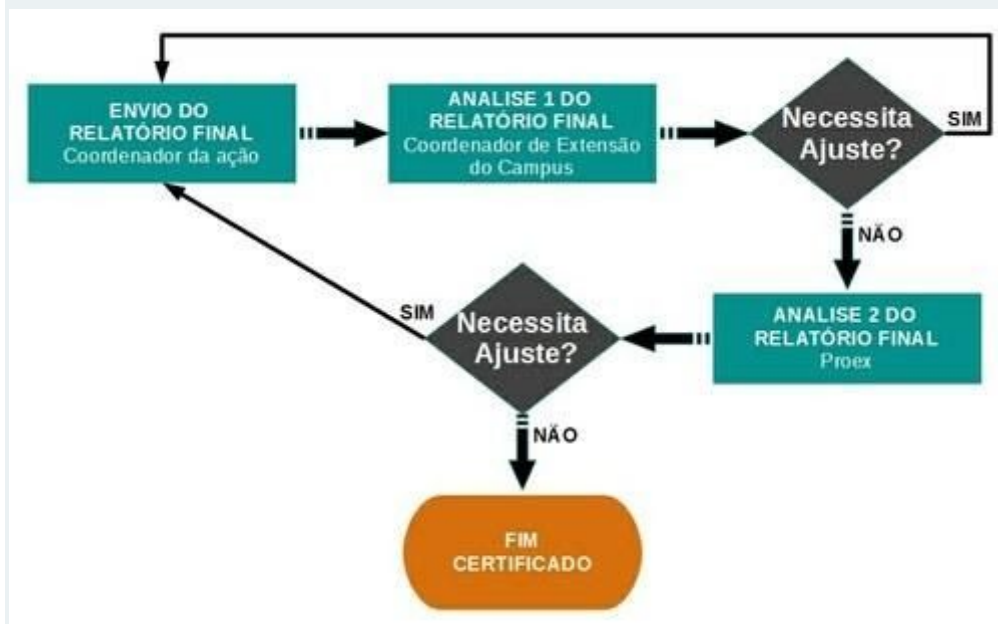 ENVIO DO
RELATÓRIO FINAL
Coordenador da ação
ANALISE 1 DO
RELATÓRIO FINAL
Coordenador de Extensão
do Campus
Necessita
Ajuste?
SIM
NÃO
ANALISE 2 DO
RELATÓRIO FINAL
Proex
Necessita
Ajuste?
SIM
NÃO
FIM
CERTIFICADO